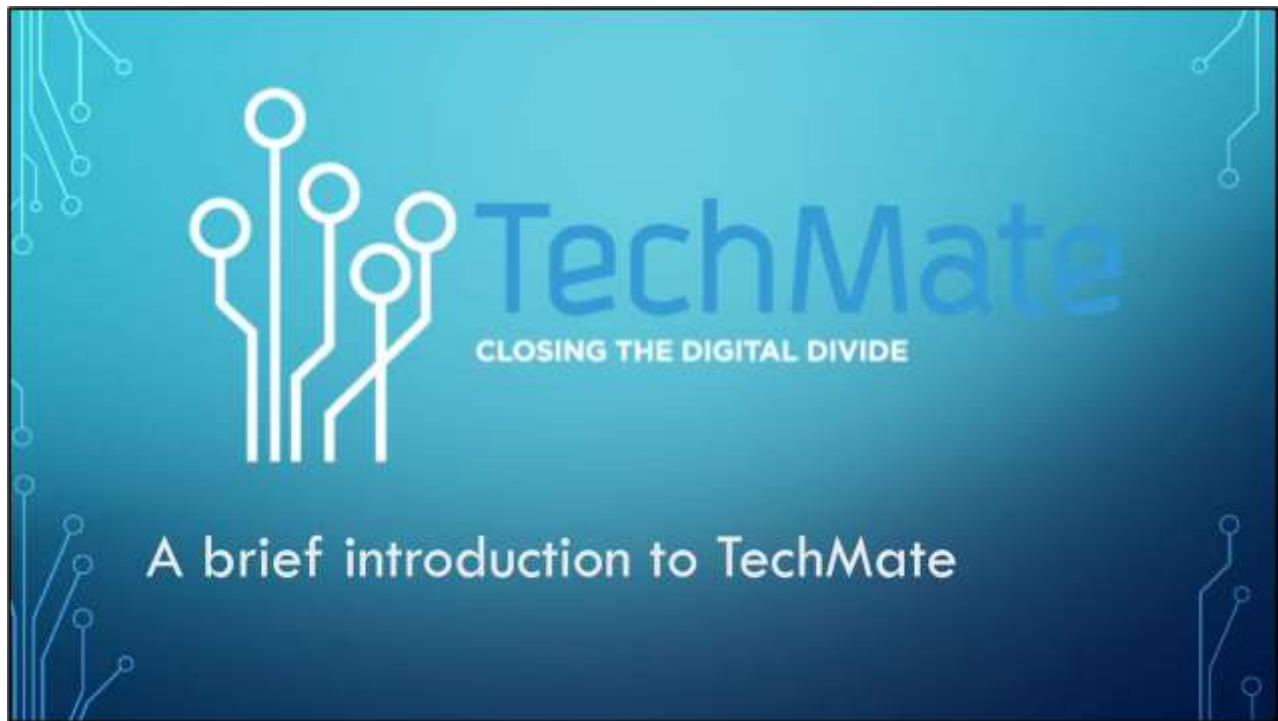 TechMate
CLOSING THE DIGITAL DIVIDE
A brief introduction to TechMate